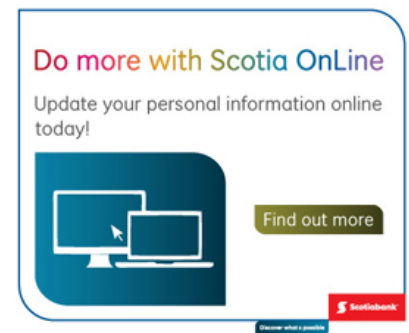 Do more with Scotia OnLine
Update your personal information online
today!
Find out more
Scotiabank
Discover what's possible